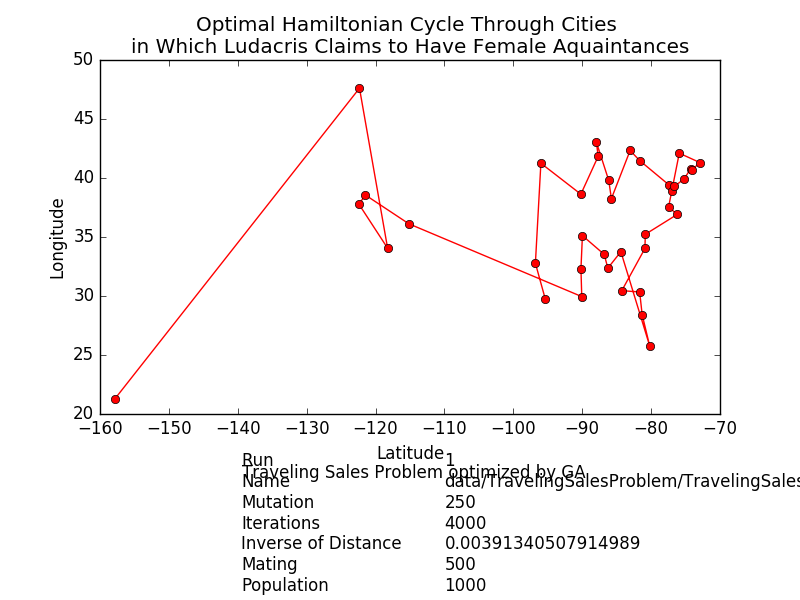 Optimal Hamiltonian Cycle Through Cities
in Which Ludacris Claims to Have Female Aquaintances
50
45
40
35
30
25
20
Longitude
−160 −150 −140 −130 −120 −110 −100 −90 −80 −70
Latitude
Run 1
Traveling Sales Problem optimized by GA
Name data/TravelingSalesProblem/TravelingSales
Mutation 250
Iterations 4000
Inverse of Distance 0.00391340507914989
Mating 500
Population 1000